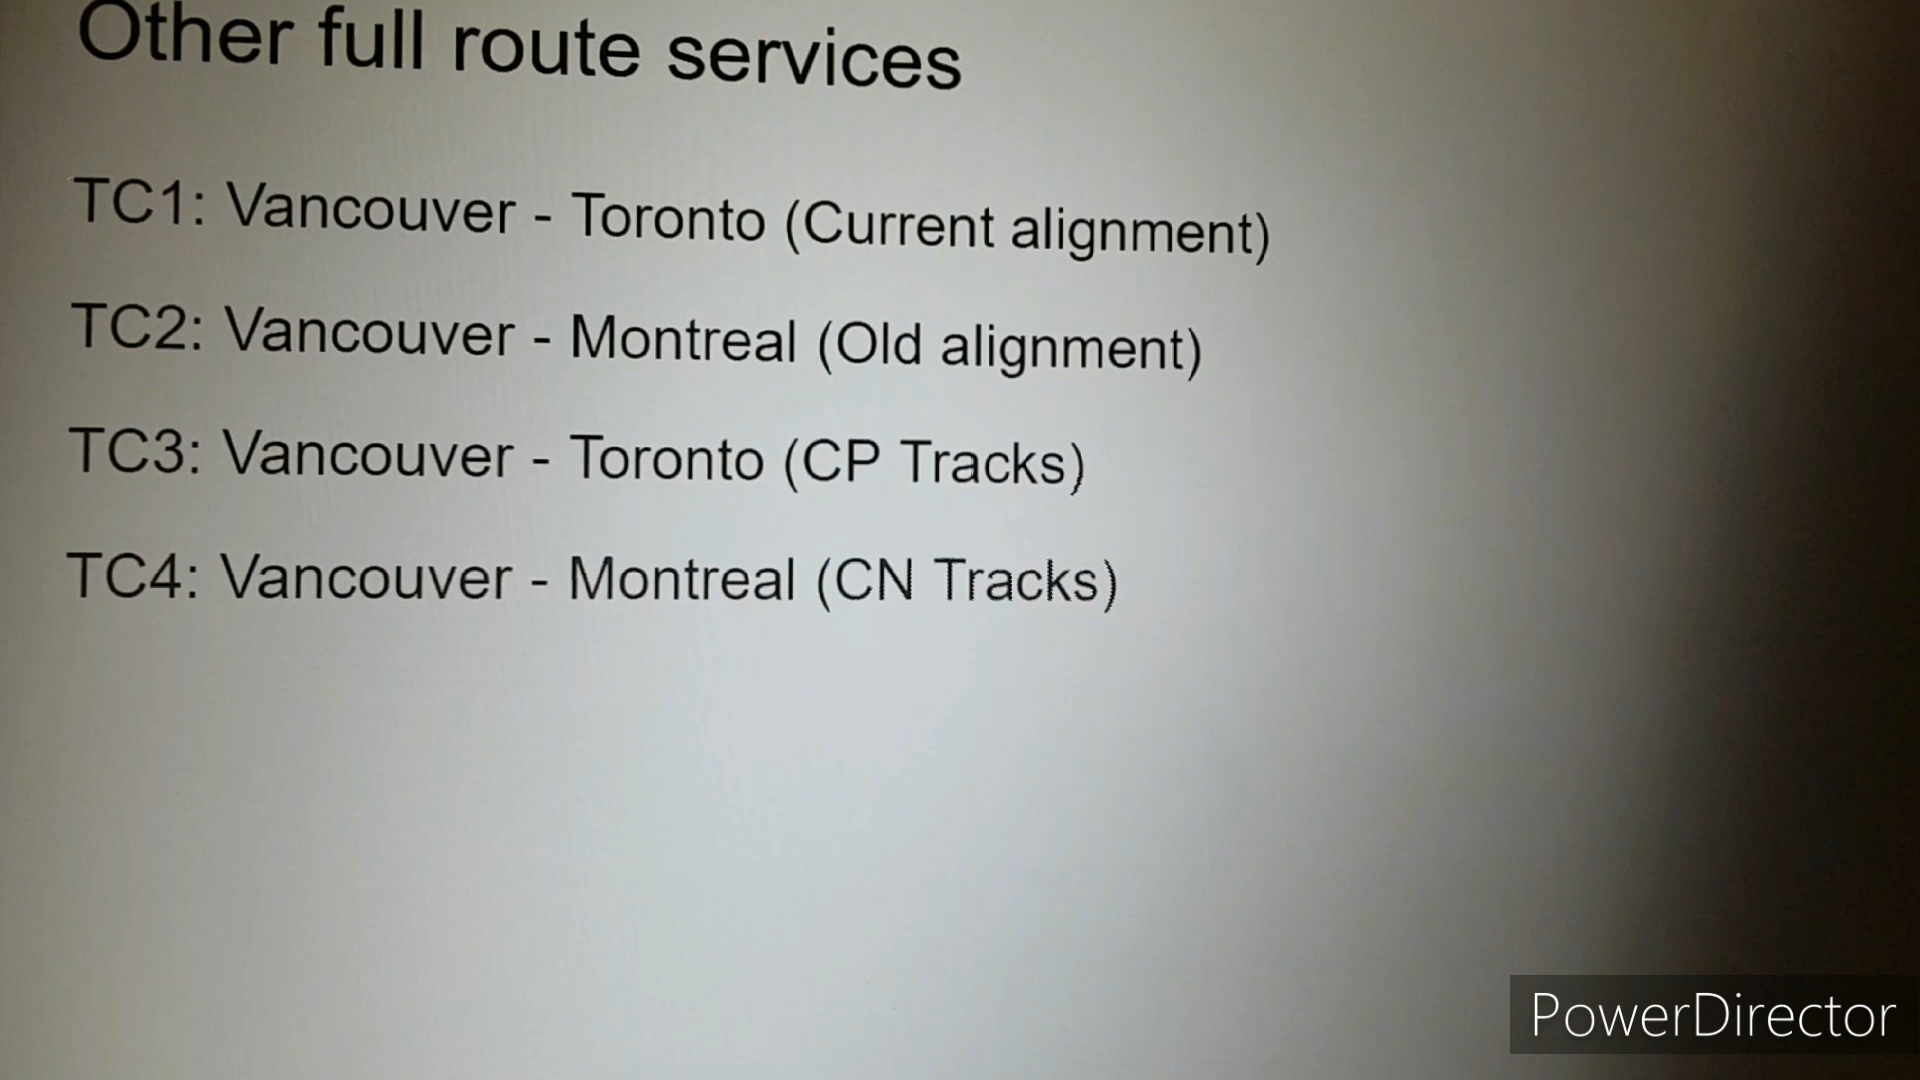 Other full route services
TC1: Vancouver - Toronto (Current alignment)
TC2: Vancouver - Montreal (Old alignment)
TC3: Vancouver - Toronto (CP Tracks)
TC4: Vancouver - Montreal (CN Tracks)
PowerDirector